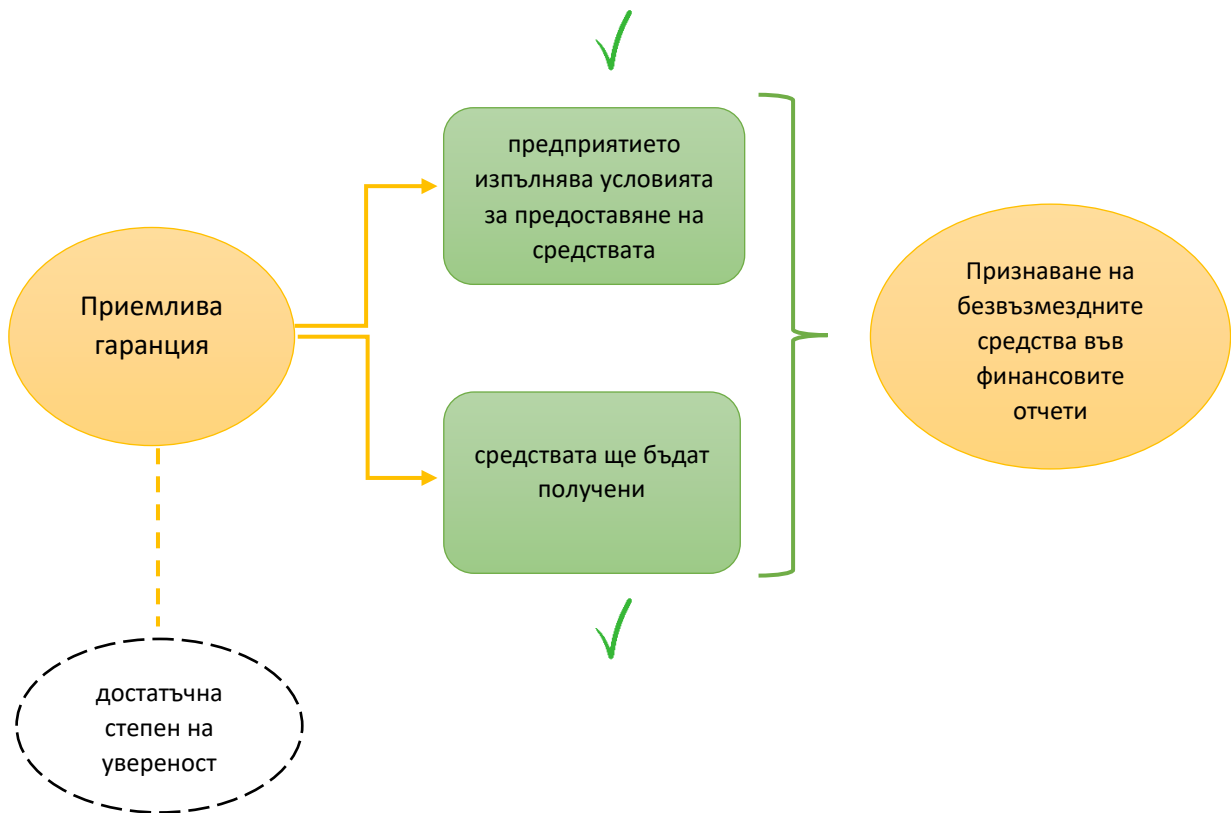 предприятието
изпълнява условията
за предоставяне на
средствата
Приемлива
гаранция
Признаване на
безвъзмездните
средства във
финансовите
отчети
средствата ще бъдат
получени
достатъчна
степен на
увереност